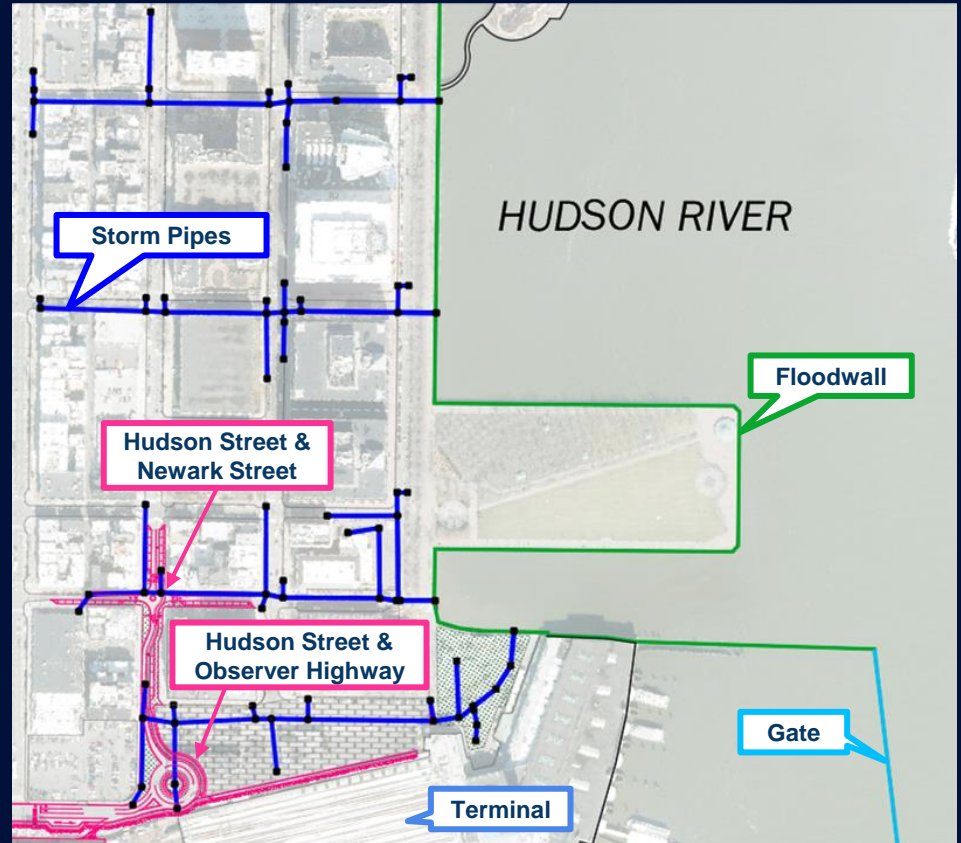 HUDSON RIVER
Storm Pipes
Floodwall
Hudson Street &
Newark Street
Hudson Street &
Observer Highway
Gate
Terminal